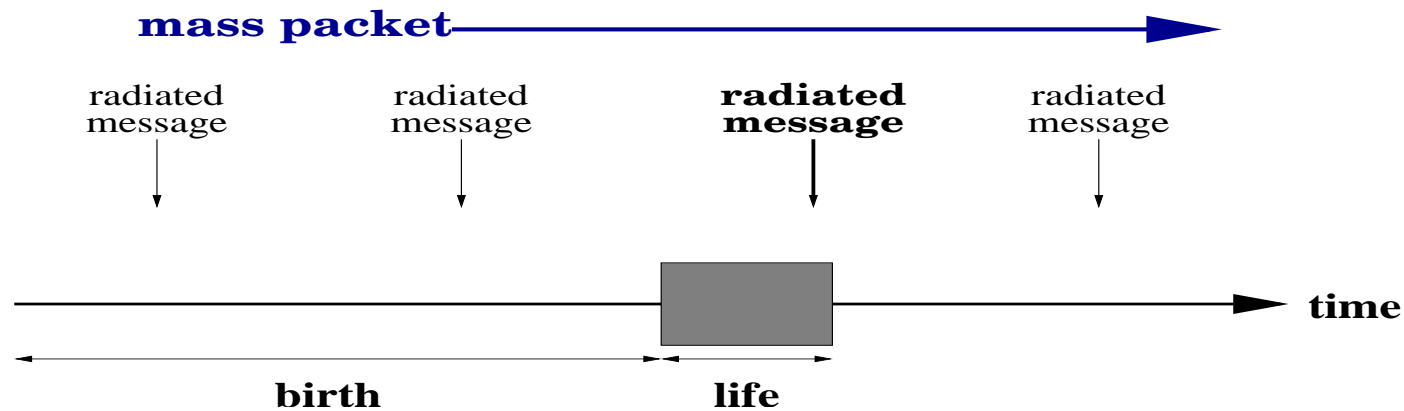 mass packet
radiated
message
radiated
message
radiated
message
radiated
message
time
birth
life